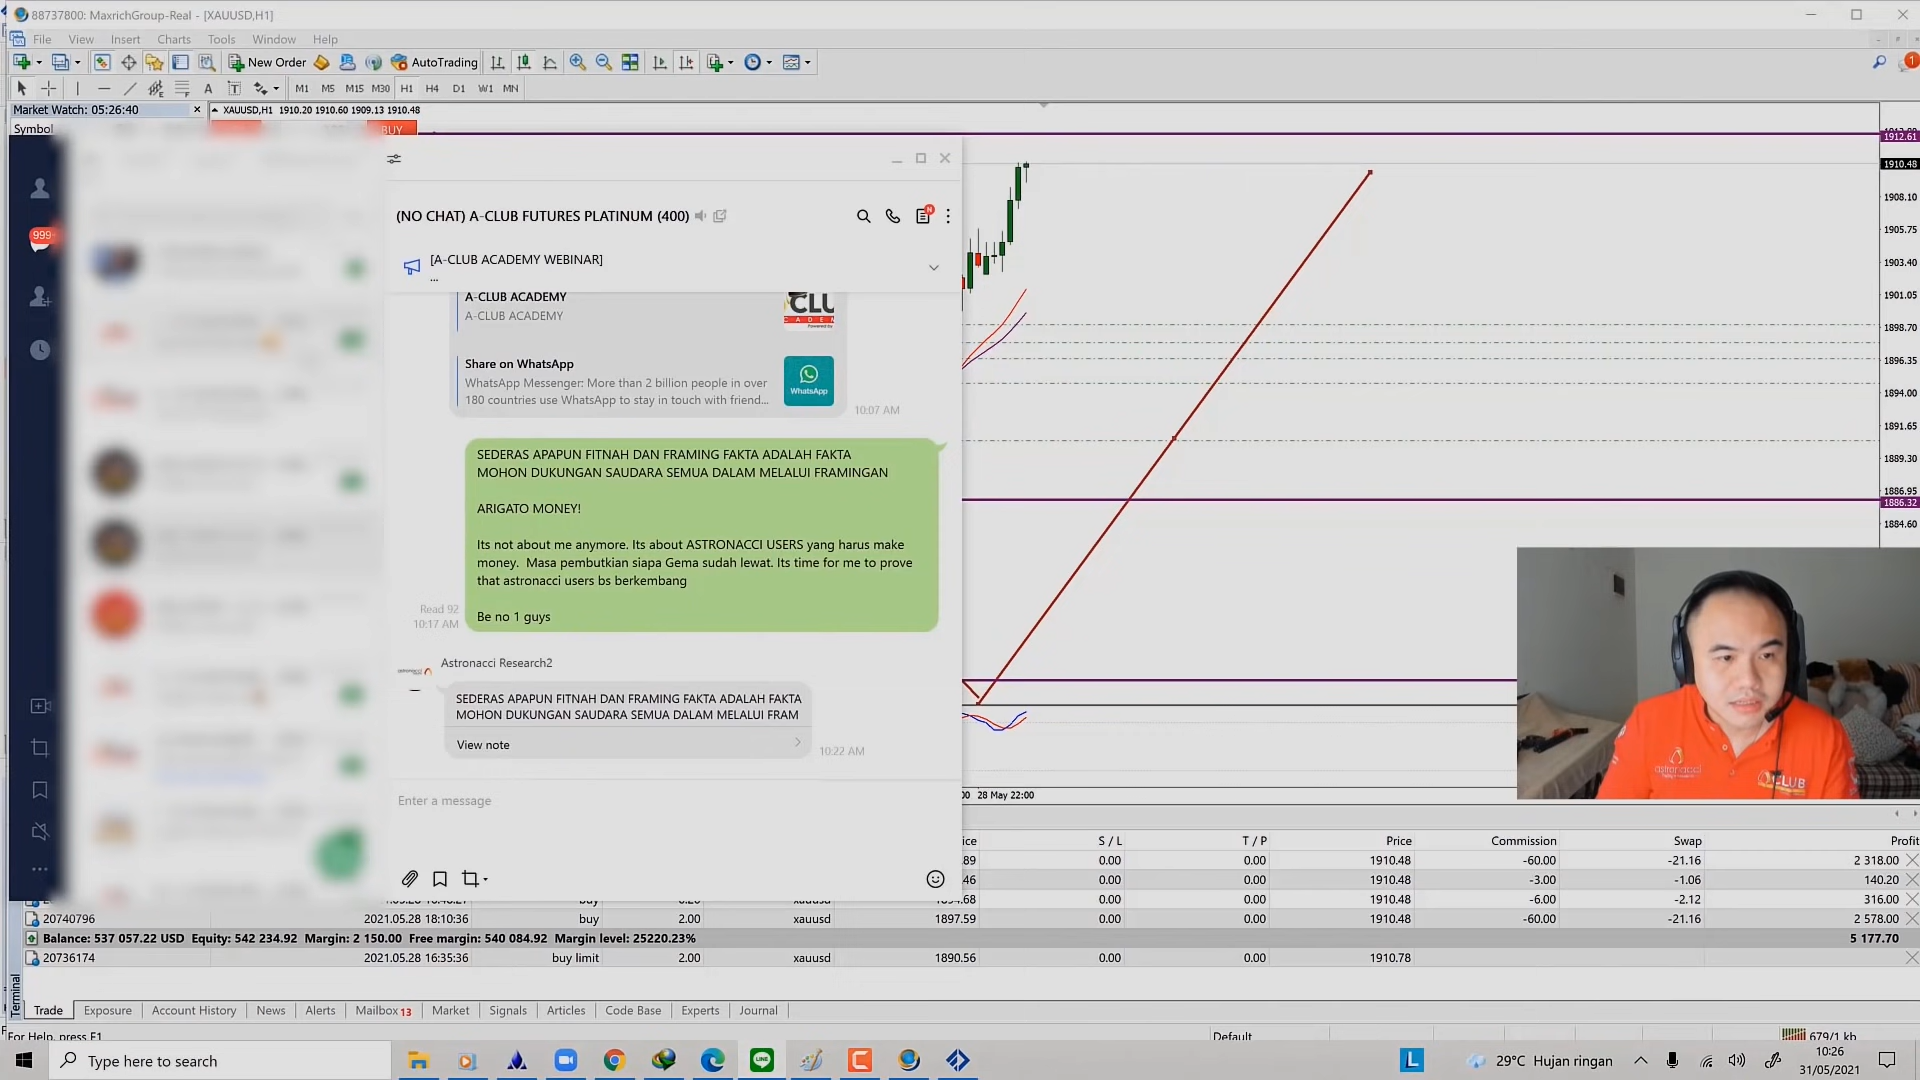 88737800: MaxrichGroup-Real - [XAUUSD,H1]
File View Insert Charts Tools Window Help
New Order AutoTrading
1
A T M1 M5 M15 M30 H1 H4 D1 W1 MN
Market Watch: 05:26:40
XAUUSD,H1 1910.20 1910.60 1909.13 1910.48
Symbol
BUY
999
(NO CHAT) A-CLUB FUTURES PLATINUM (400)
N
[A-CLUB ACADEMY WEBINAR]
...
A-CLUB ACADEMY
A-CLUB ACADEMY
Share on WhatsApp
WhatsApp Messenger: More than 2 billion people in over
180 countries use WhatsApp to stay in touch with friend...
WhatsApp
10:07 AM
SEDERAS APAPUN FITNAH DAN FRAMING FAKTA ADALAH FAKTA
MOHON DUKUNGAN SAUDARA SEMUA DALAM MELALUI FRAMINGAN
ARIGATO MONEY!
Its not about me anymore. Its about ASTRONACCI USERS yang harus make
money. Masa pembutkian siapa Gema sudah lewat. Its time for me to prove
that astronacci users bs berkembang
Be no 1 guys
Read 92
10:17 AM
Astronacci Research2
SEDERAS APAPUN FITNAH DAN FRAMING FAKTA ADALAH FAKTA
MOHON DUKUNGAN SAUDARA SEMUA DALAM MELALUI FRAM
View note
10:22 AM
Enter a message
1912.61
1910.48
1908.10
1905.75
1903.40
1901.05
1898.70
1896.35
1894.00
1891.65
1889.30
1886.95
1886.32
1884.60
28 May 22:00
astronacci
CLUB
S / L T / P Price Commission Swap Profit
89 0.00 0.00 1910.48 -60.00 -21.16 2 318.00
46 0.00 0.00 1910.48 -3.00 -1.06 140.20
68 0.00 0.00 1910.48 -6.00 -2.12 316.00
20740796 2021.05.28 18:10:36 buy 2.00 xauusd 1897.59 0.00 0.00 1910.48 -60.00 -21.16 2 578.00
Balance: 537 057.22 USD Equity: 542 234.92 Margin: 2 150.00 Free margin: 540 084.92 Margin level: 25220.23% 5 177.70
20736174 2021.05.28 16:35:36 buy limit 2.00 xauusd 1890.56 0.00 0.00 1910.78
Terminal
Trade Exposure Account History News Alerts Mailbox 13 Market Signals Articles Code Base Experts Journal
For Help, press F1
Default
679/1 kb
Type here to search
L
29°C Hujan ringan
10:26
31/05/2021